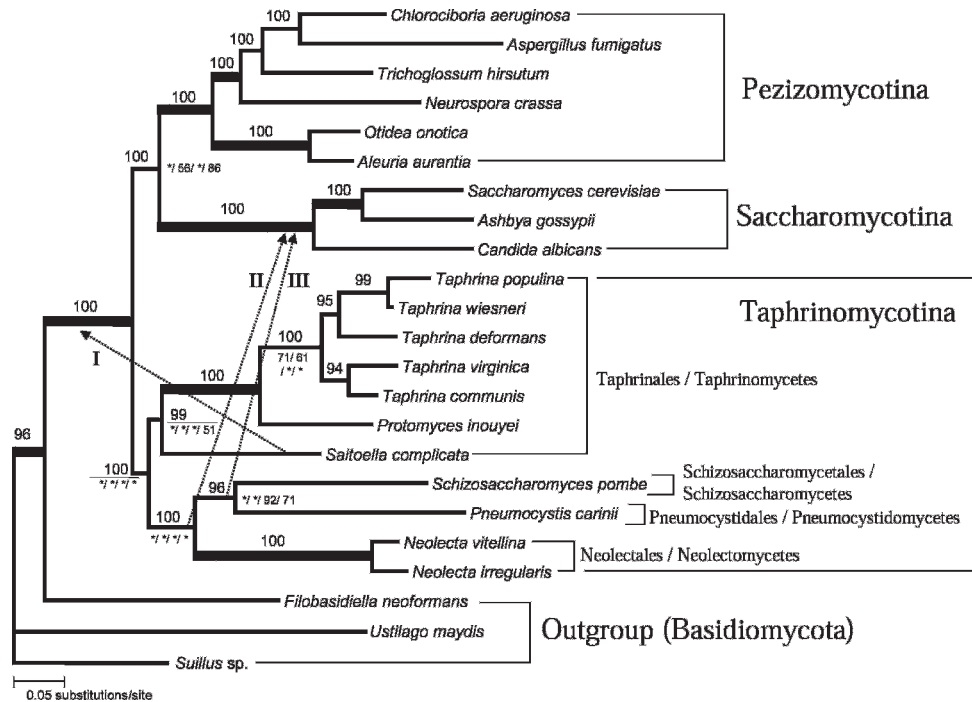 100
Chlorociboria aeruginosa
100
Aspergillus fumigatus
100
Trichoglossum hirsutum
Pezizomycotina
100
Neurospora crassa
100
Otidea onotica
100
Aleuria aurantia
*/ 56/ */ 86
100
Saccharomyces cerevisiae
100
Ashbya gossypii
Saccharomycotina
Candida albicans
II
III
99
Taphrina populina
95
Taphrina wiesneri
Taphrinomycotina
100
Taphrina deformans
I
100
71/ 61
/ */ *
94
Taphrina virginica
Taphrinales / Taphrinomycetes
100
Taphrina communis
99
*/ */ */ 51
Protomyces inouyei
96
Saitoella complicata
100
*/ */ */ *
96
*/ */ 92/ 71
Schizosaccharomyces pombe
Schizosaccharomycetales /
Schizosaccharomycetes
Pneumocystis carinii
Pneumocystidales / Pneumocystidomycetes
100
*/ */ */ *
100
Neolecta vitellina
Neolectales / Neolectomycetes
Neolecta irregularis
Filobasidiella neoformans
Ustilago maydis
Outgroup (Basidiomycota)
Suillus sp.
0.05 substitutions/site